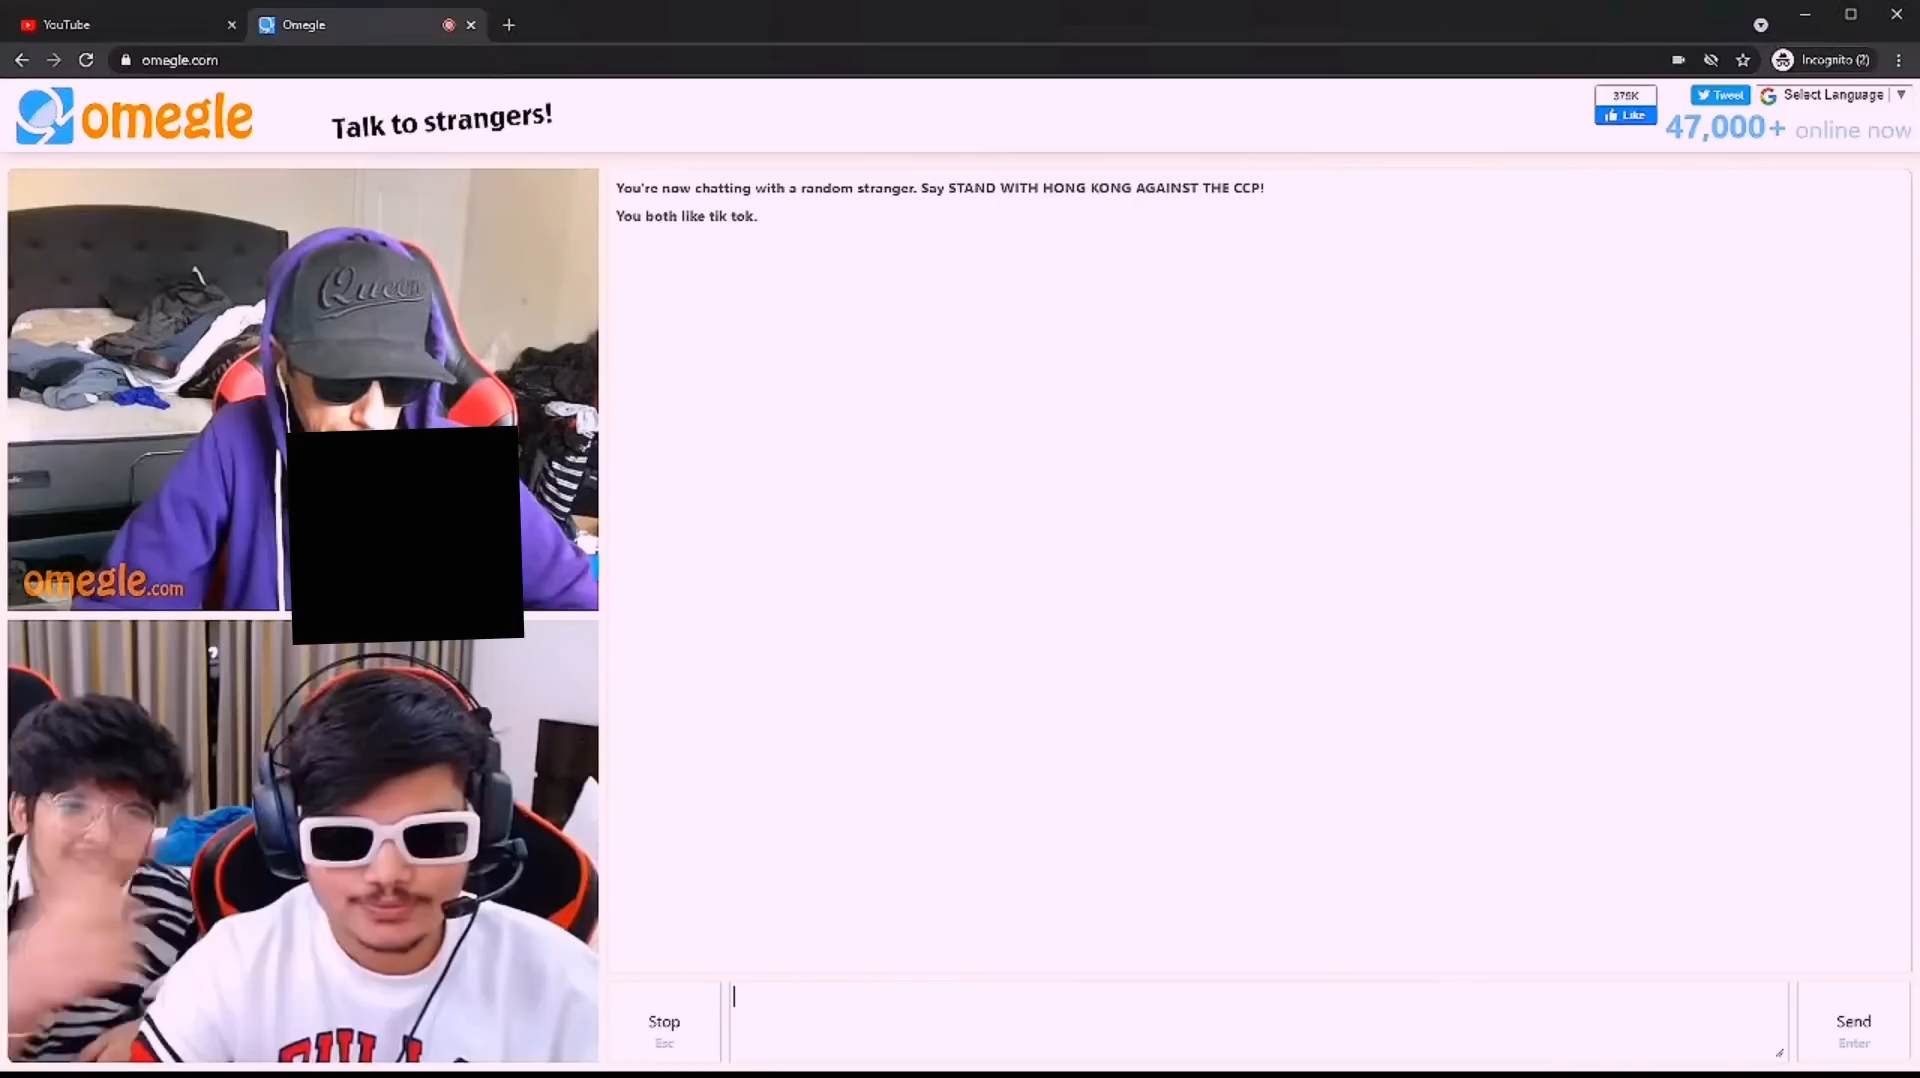 YouTube
Omegle
omegle.com
Incognito (2)
omegle
Talk to strangers!
379K
Like
Tweet
Select Language
47,000+ online now
You're now chatting with a random stranger. Say STAND WITH HONG KONG AGAINST THE CCP!
You both like tik tok.
Queen
omegle.com
Stop
Esc
Send
Enter